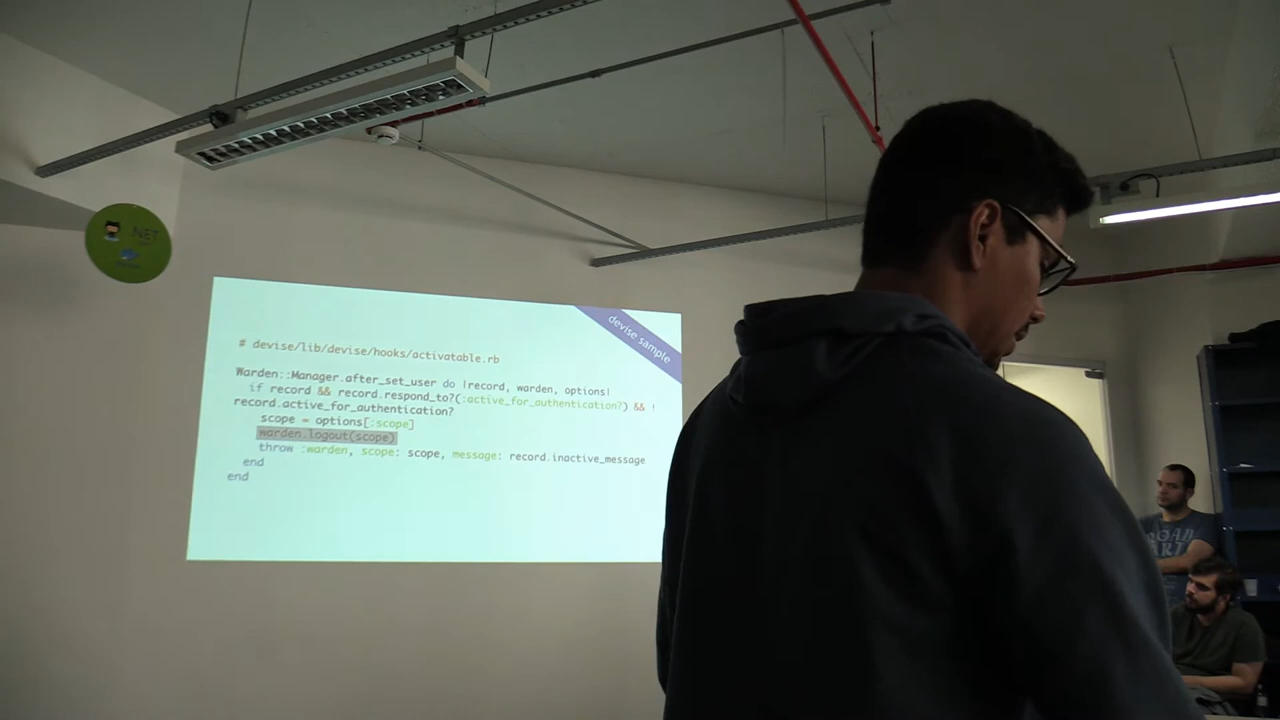 .NET
devise sample
# devise/lib/devise/hooks/activatable.rb
Warden::Manager.after_set_user do |record, warden, options|
if record && record.respond_to?(:active_for_authentication?) && !
record.active_for_authentication?
scope = options[:scope]
warden.logout(scope)
throw :warden, scope: scope, message: record.inactive_message
end
end